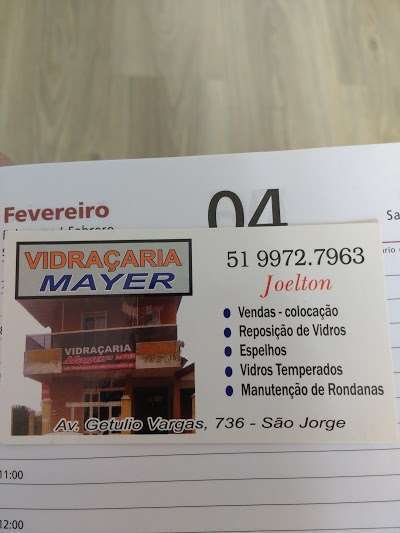 Fevereiro
04
Sa
VIDRAÇARIA
MAYER
51 9972.7963
Joelton
Vendas - colocação
Reposição de Vidros
Espelhos
Vidros Temperados
Manutenção de Rondanas
VIDRAÇARIA
Av. Getulio Vargas, 736 - São Jorge
11:00
12:00